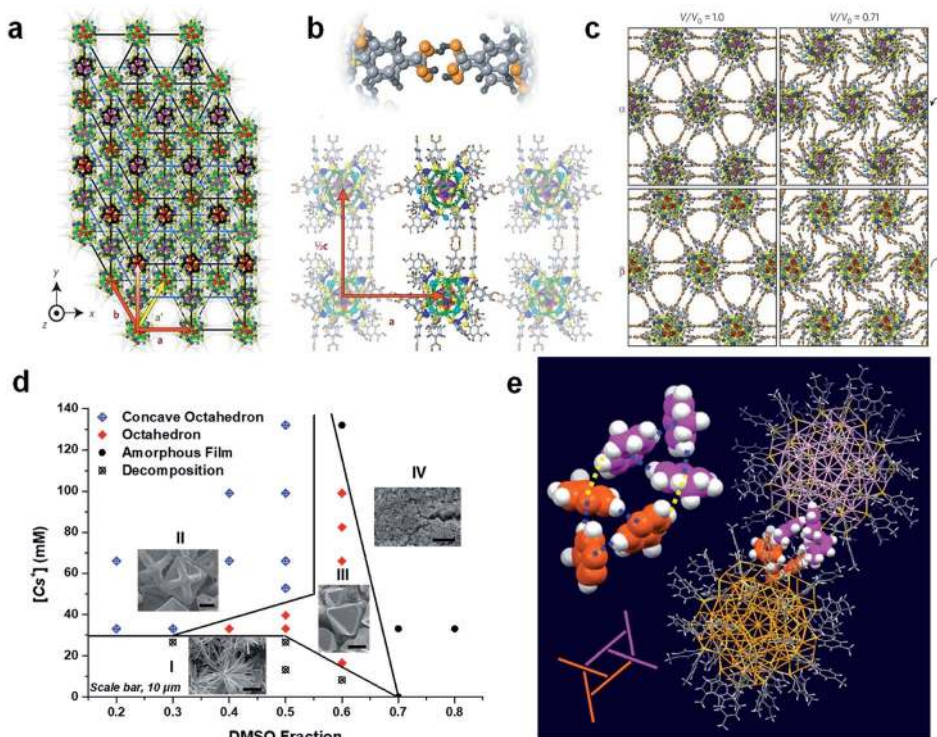 a
b
a'
b
a
y
z
x
½c
a
c
V/V₀ = 1.0
V/V₀ = 0.71
α
β
d
[Cs⁺] (mM)
140
120
100
80
60
40
20
0
Concave Octahedron
Octahedron
Amorphous Film
Decomposition
IV
II
III
I
Scale bar, 10 µm
0.2 0.3 0.4 0.5 0.6 0.7 0.8
DMSO Fraction
e